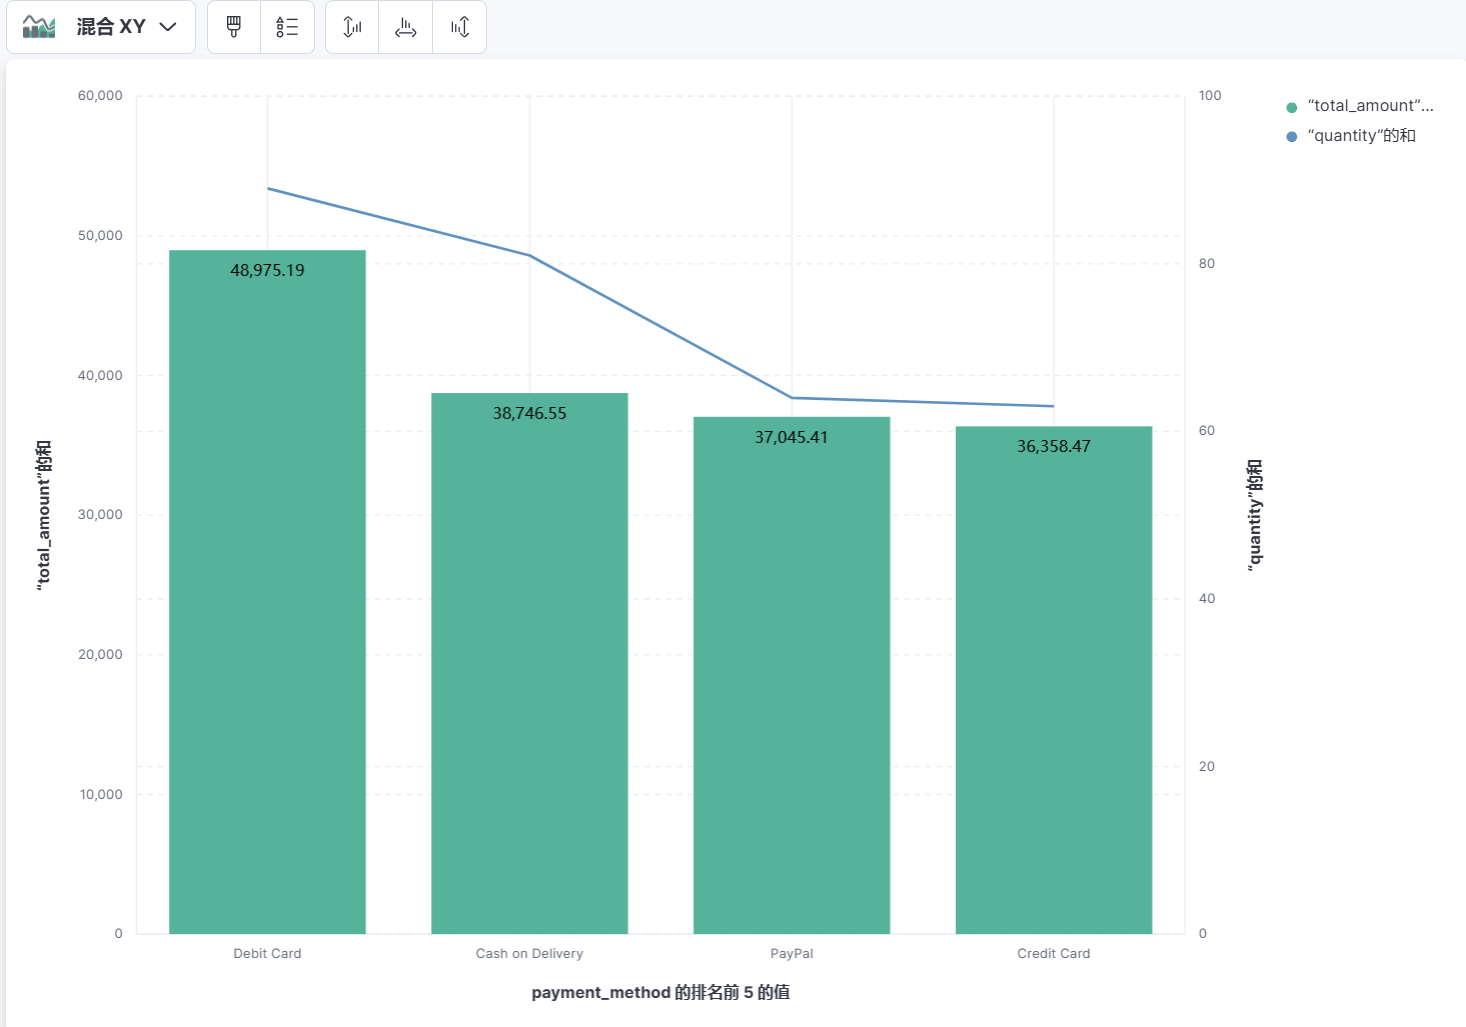 混合 XY
60,000
50,000
40,000
30,000
20,000
10,000
0
“total_amount”的和
48,975.19
38,746.55
37,045.41
36,358.47
Debit Card
Cash on Delivery
PayPal
Credit Card
payment_method 的排名前 5 的值
100
80
60
40
20
0
“quantity”的和
“total_amount”...
“quantity”的和